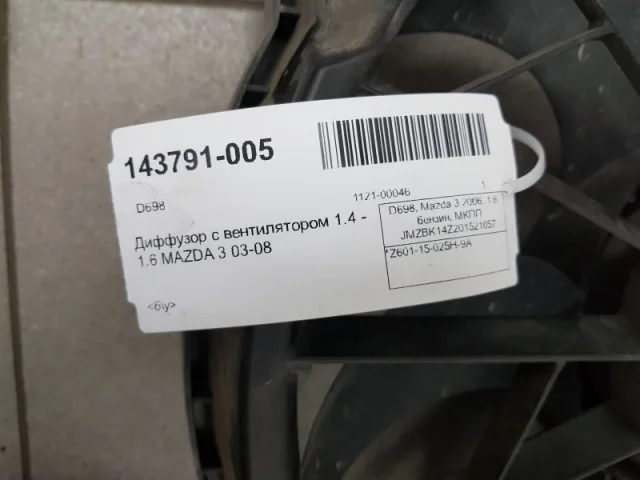 143791-005
D698
1121-00046 1
Диффузор с вентилятором 1.4 -
1.6 MAZDA 3 03-08
<б/у>
D698, Mazda 3 2006, 1.6,
бензин, МКПП
JMZBK14Z201521057
*Z601-15-025H-9A